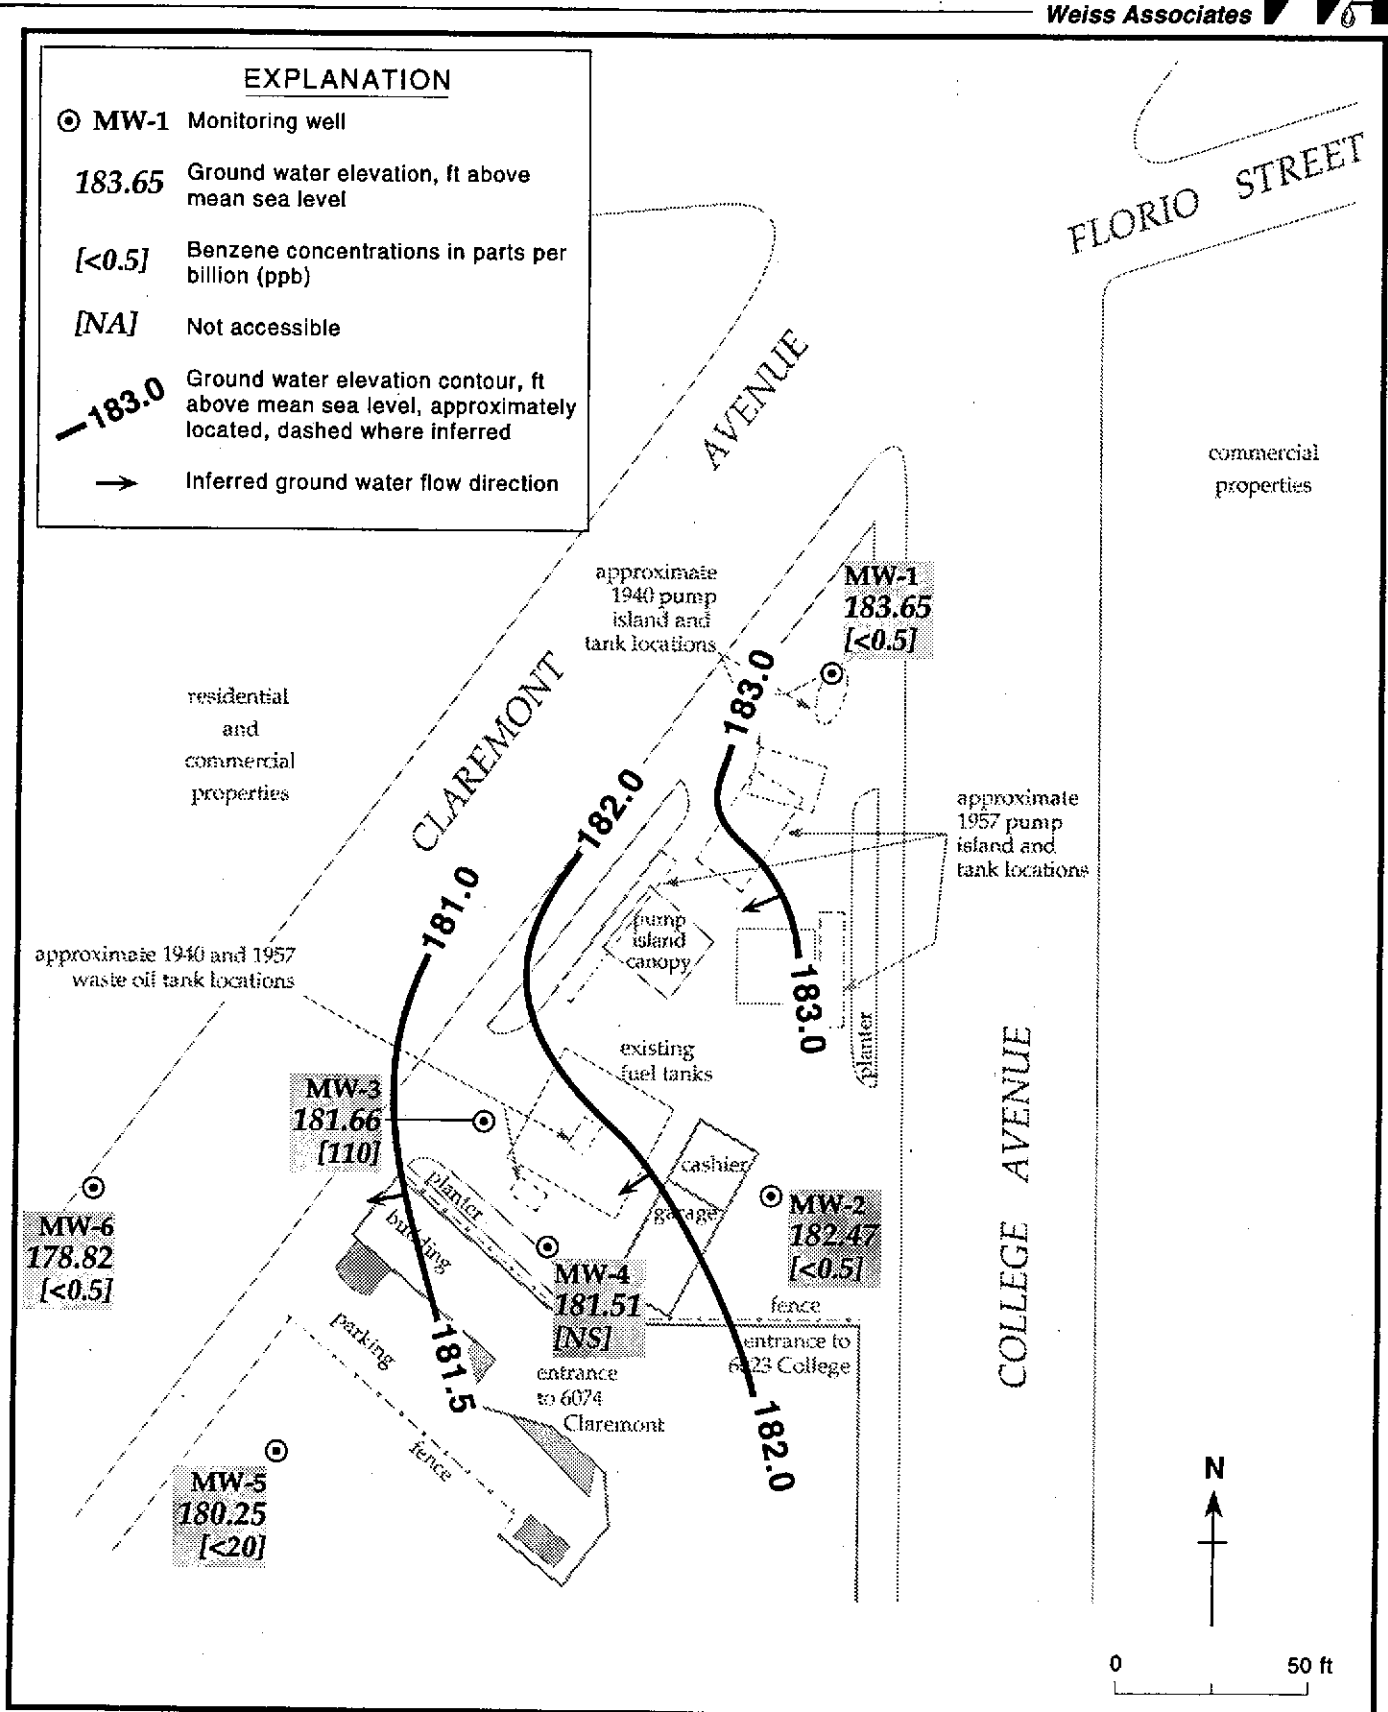 Weiss Associates
EXPLANATION
MW-1 Monitoring well
183.65 Ground water elevation, ft above
mean sea level
[<0.5] Benzene concentrations in parts per
billion (ppb)
[NA] Not accessible
183.0 Ground water elevation contour, ft
above mean sea level, approximately
located, dashed where inferred
Inferred ground water flow direction
FLORIO STREET
CLAREMONT AVENUE
commercial
properties
approximate
1940 pump
island and
tank locations
MW-1
183.65
[<0.5]
183.0
residential
and
commercial
properties
182.0
approximate
1957 pump
island and
tank locations
181.0
pump
island
canopy
approximate 1940 and 1957
waste oil tank locations
183.0
planter
existing
fuel tanks
COLLEGE AVENUE
MW-3
181.66
[110]
cashier
garage
planter
building
MW-2
182.47
[<0.5]
MW-6
178.82
[<0.5]
MW-4
181.51
[NS]
fence
entrance to
College
parking
181.5
entrance
to 6074
Claremont
fence
182.0
MW-5
180.25
[<20]
N
0 50 ft